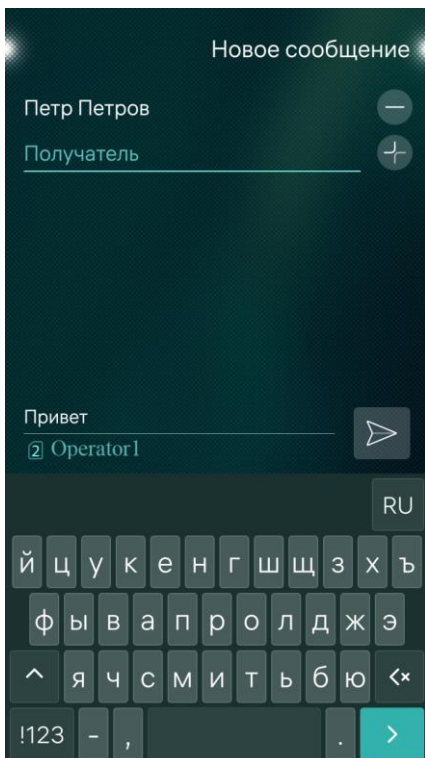 Новое сообщение
Петр Петров
Получатель
Привет
2 Operator1
RU
й ц у к е н г ш щ з х ъ
ф ы в а п р о л д ж э
я ч с м и т ь б ю
!123 - , .